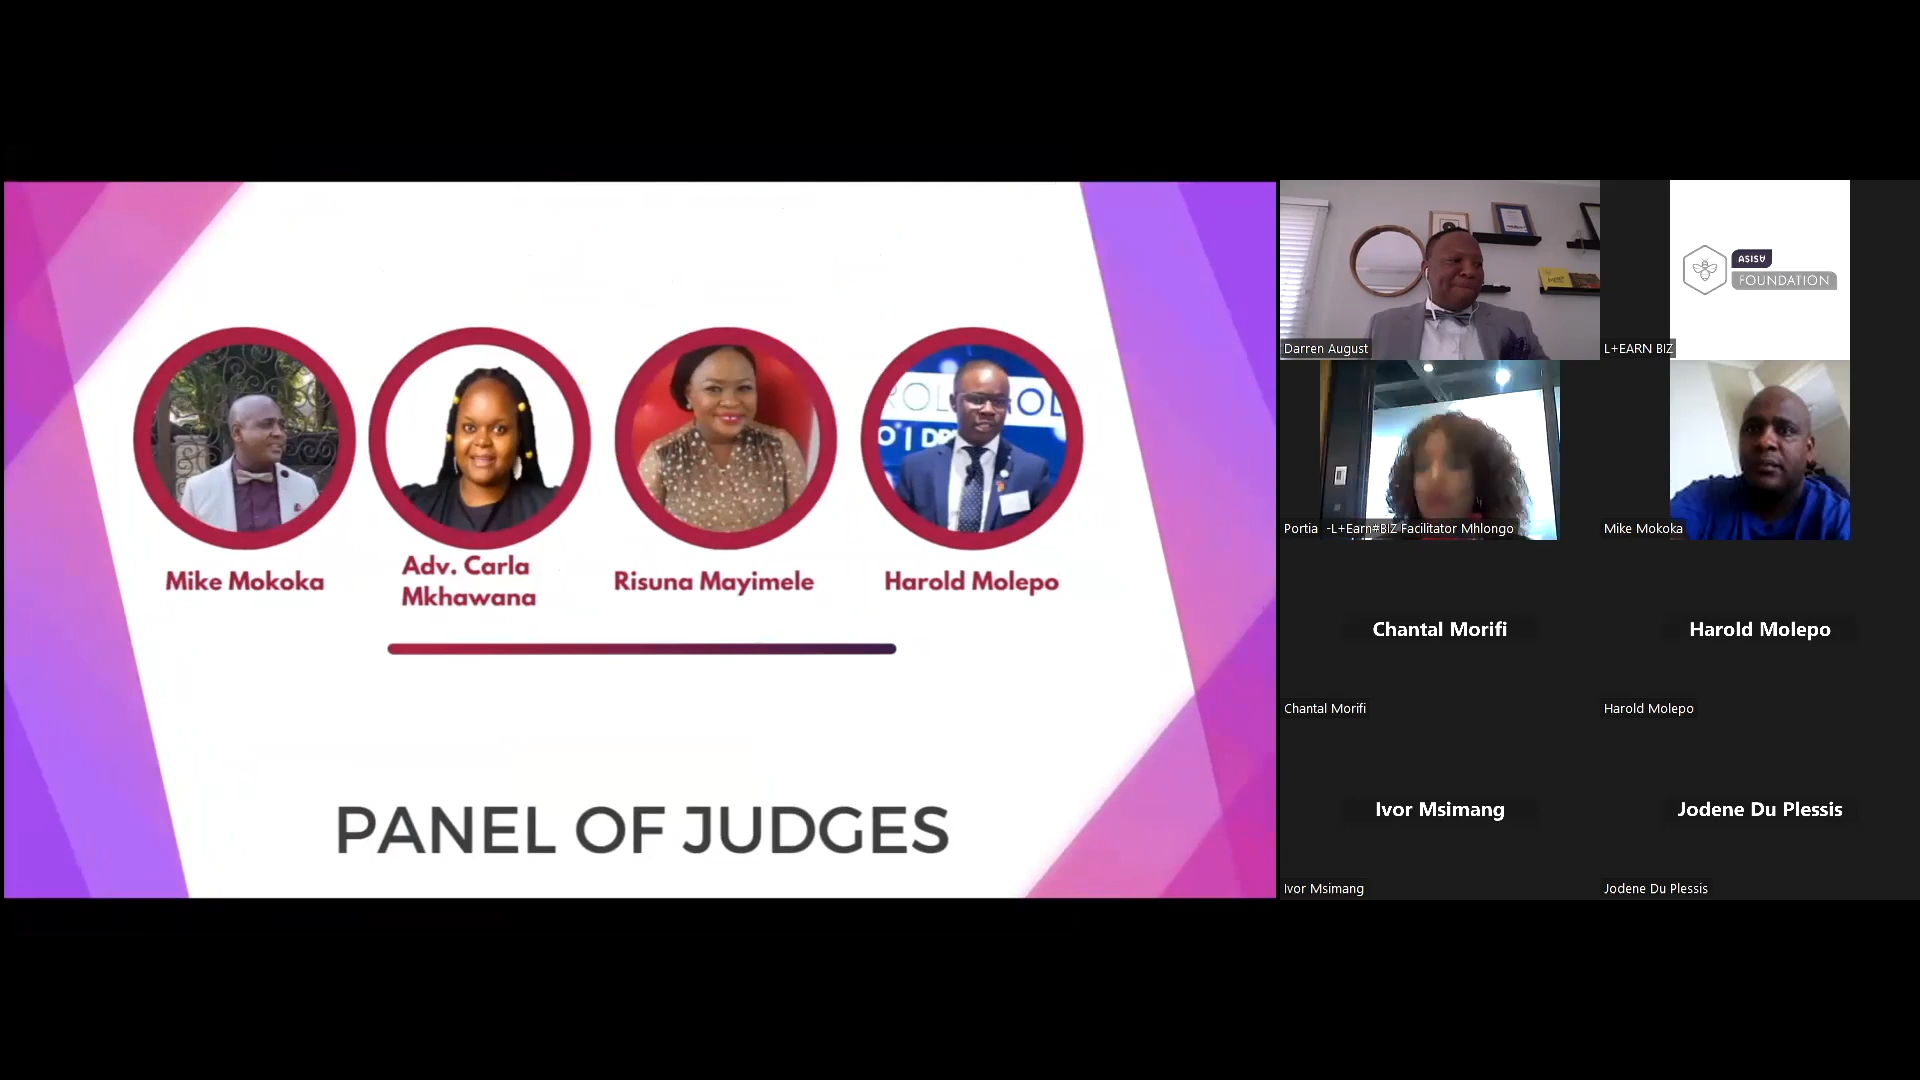 Mike Mokoka
Adv. Carla
Mkhawana
Risuna Mayimele
Harold Molepo
PANEL OF JUDGES
Darren August
ASISA
FOUNDATION
L+EARN BIZ
Portia -L+Earn#BIZ Facilitator Mhlongo
Mike Mokoka
Chantal Morifi
Chantal Morifi
Harold Molepo
Harold Molepo
Ivor Msimang
Ivor Msimang
Jodene Du Plessis
Jodene Du Plessis